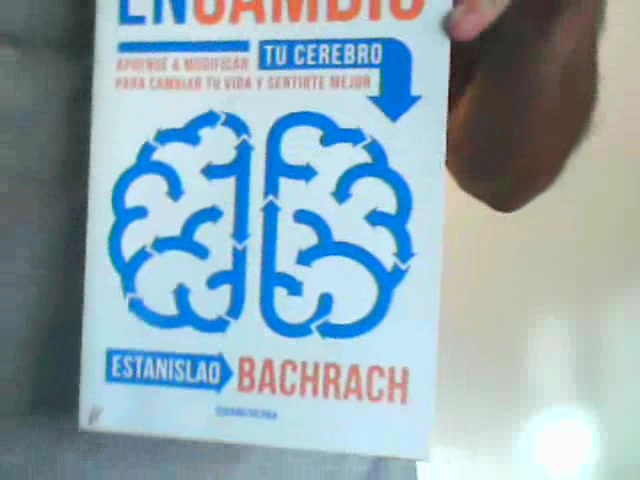 ENCAMBIO
APRENDE A MODIFICAR TU CEREBRO
PARA CAMBIAR TU VIDA Y SENTIRTE MEJOR
ESTANISLAO BACHRACH